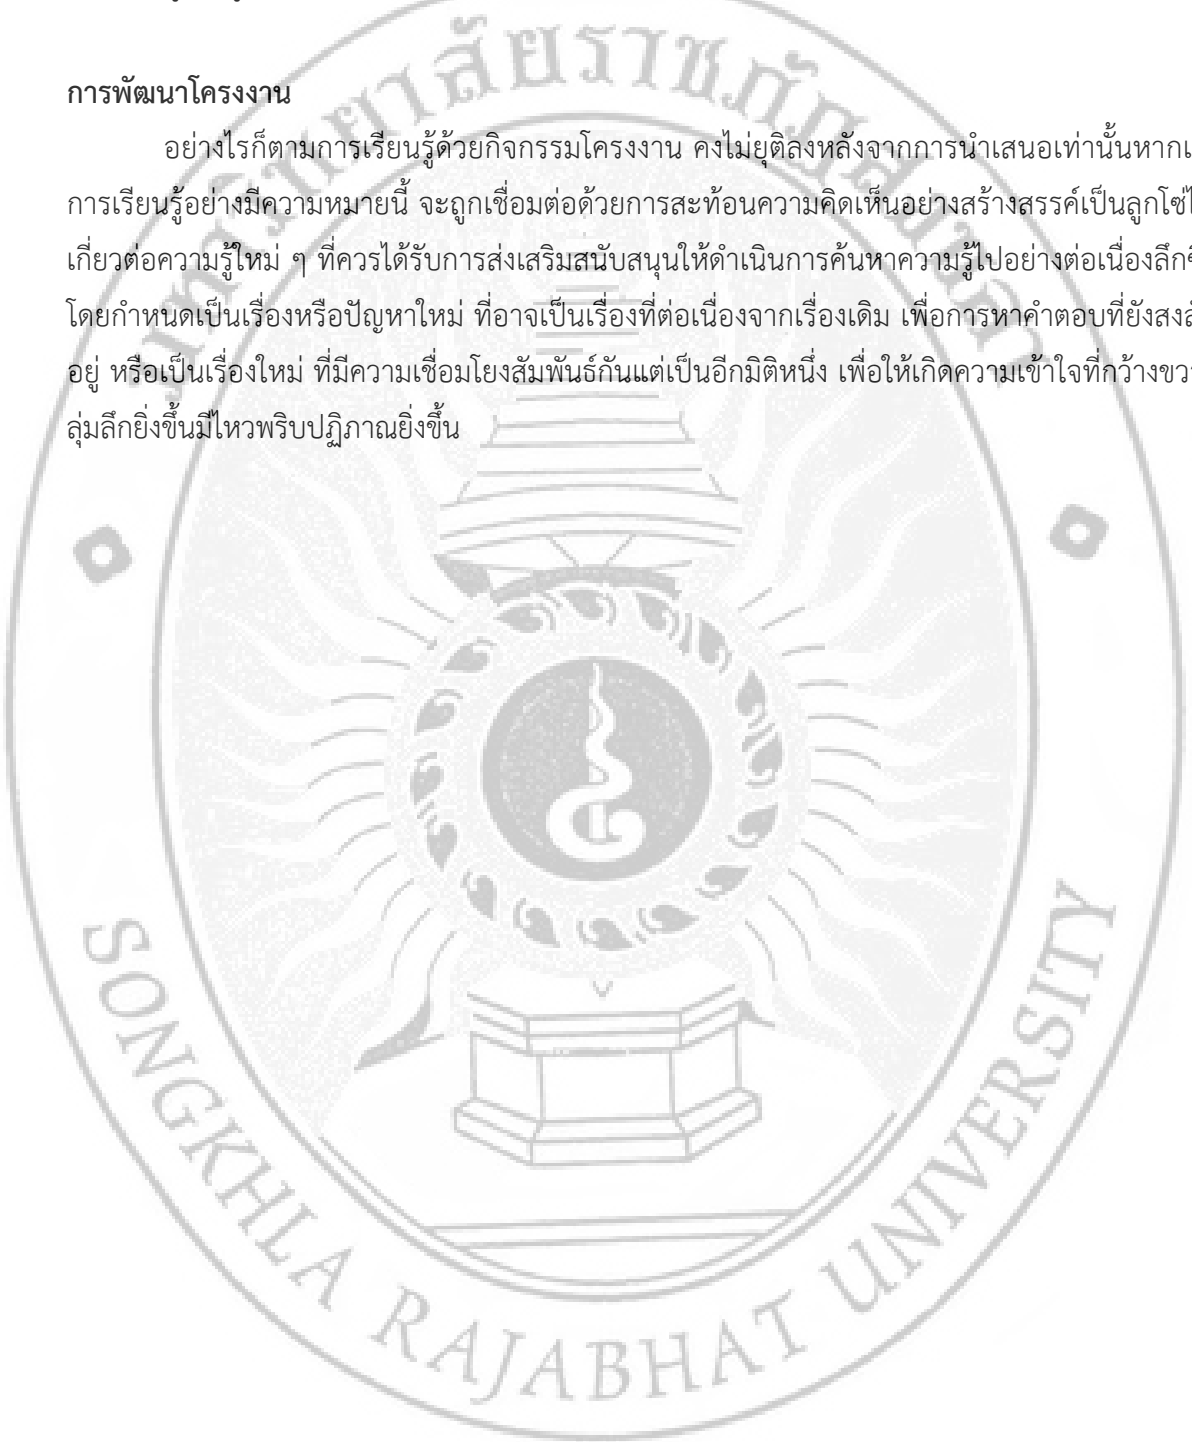 การพัฒนาโครงงาน
อย่างไรก็ตามการเรียนรู้ด้วยกิจกรรมโครงงาน คงไม่ยุติลงหลังจากการนำเสนอเท่านั้นหาก
การเรียนรู้อย่างมีความหมายนี้ จะถูกเชื่อมต่อด้วยการสะท้อนความคิดเห็นอย่างสร้างสรรค์เป็นลูกโซ่
เกี่ยวต่อความรู้ใหม่ ๆ ที่ควรได้รับการส่งเสริมสนับสนุนให้ดำเนินการค้นหาความรู้ไปอย่างต่อเนื่อง
โดยกำหนดเป็นเรื่องหรือปัญหาใหม่ ที่อาจเป็นเรื่องที่ต่อเนื่องจากเรื่องเดิม เพื่อการหาคำตอบที่ยัง
อยู่ หรือเป็นเรื่องใหม่ ที่มีความเชื่อมโยงสัมพันธ์กันแต่เป็นอีกมิติหนึ่ง เพื่อให้เกิดความเข้าใจที่
ลุ่มลึกยิ่งขึ้นมีไหวพริบปฏิภาณยิ่งขึ้น
มหาวิทยาลัยราชภัฏสงขลา
SONGKHLA RAJABHAT UNIVERSITY